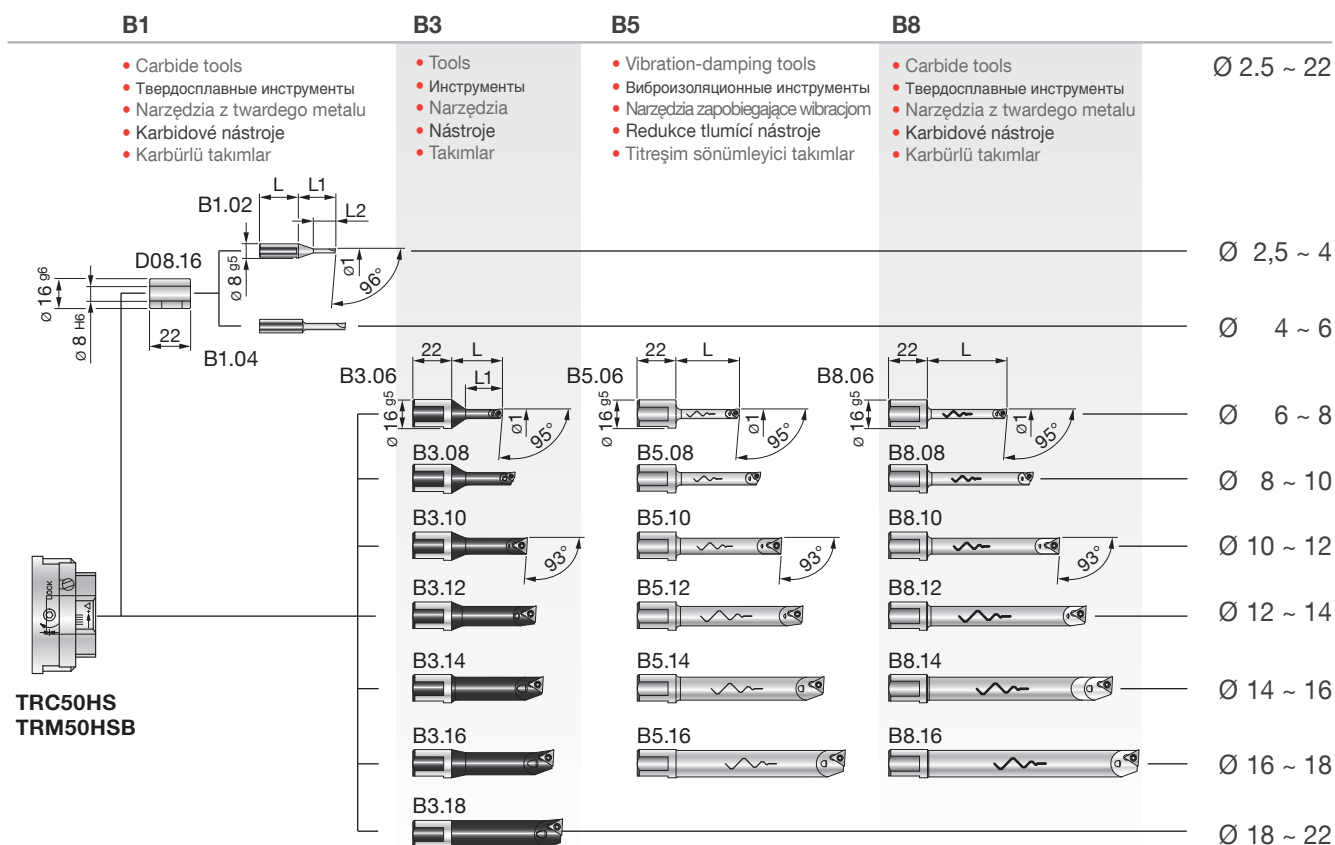 B1
B3
B5
B8
• Carbide tools
• Твердосплавные инструменты
• Narzędzia z twardego metalu
• Karbidové nástroje
• Karbürlü takımlar
• Tools
• Инструменты
• Narzędzia
• Nástroje
• Takımlar
• Vibration-damping tools
• Виброизоляционные инструменты
• Narzędzia zapobiegające wibracjom
• Redukce tlumící nástroje
• Titreşim sönümleyici takımlar
• Carbide tools
• Твердосплавные инструменты
• Narzędzia z twardego metalu
• Karbidové nástroje
• Karbürlü takımlar
Ø 2.5 ~ 22
L L1
B1.02 L2
D08.16
Ø 16 g6
Ø 8 H6
22
Ø 8 g5
Ø1
96°
Ø 2,5 ~ 4
B1.04
Ø 4 ~ 6
22 L
B3.06 L1
Ø 16 g5
Ø1
95°
22 L
B5.06
Ø 16 g5
Ø1
95°
22 L
B8.06
Ø 16 g5
Ø1
95°
Ø 6 ~ 8
B3.08
B5.08
B8.08
Ø 8 ~ 10
B3.10
93°
B5.10
93°
B8.10
93°
Ø 10 ~ 12
B3.12
B5.12
B8.12
Ø 12 ~ 14
LOCK
B3.14
B5.14
B8.14
Ø 14 ~ 16
TRC50HS
TRM50HSB
B3.16
B5.16
B8.16
Ø 16 ~ 18
B3.18
Ø 18 ~ 22